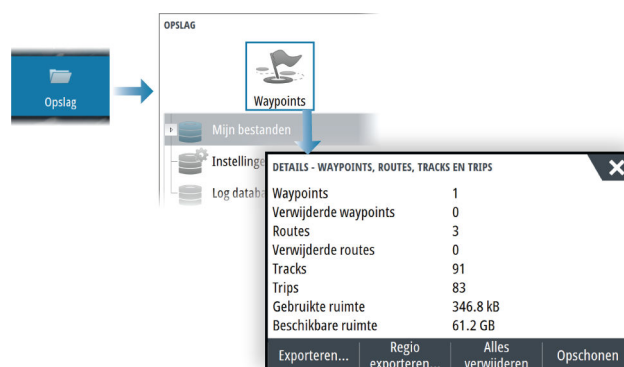 OPSLAG
Opslag
Waypoints
Mijn bestanden
Log
DETAILS - WAYPOINTS, ROUTES, TRACKS EN TRIPS
Waypoints 1
Verwijderde waypoints 0
Routes 3
Verwijderde routes 0
Tracks 91
Trips 83
Gebruikte ruimte 346.8 kB
Beschikbare ruimte 61.2 GB
Exporteren...
Regio
exporteren...
Alles
verwijderen
Opschonen